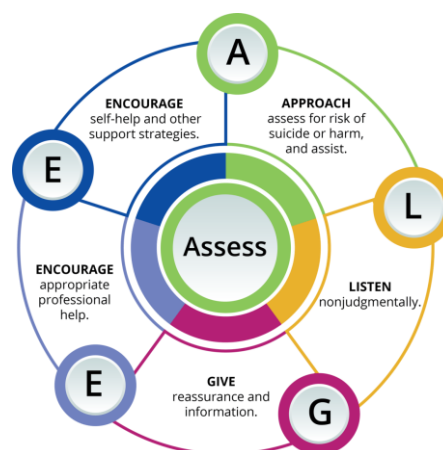 A
APPROACH
assess for risk of
suicide or harm,
and assist.
L
LISTEN
nonjudgmentally.
G
GIVE
reassurance and
information.
E
ENCOURAGE
appropriate
professional
help.
E
ENCOURAGE
self-help and other
support strategies.
Assess